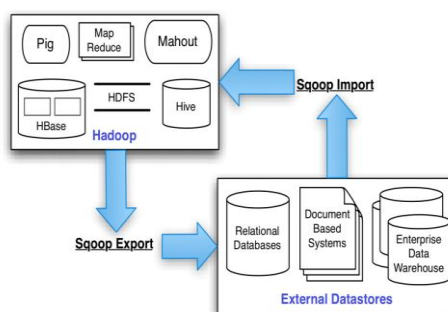 Pig
Map
Reduce
Mahout
HBase
HDFS
Hive
Hadoop
Sqoop Import
Sqoop Export
Relational
Databases
Document
Based
Systems
Enterprise
Data
Warehouse
External Datastores